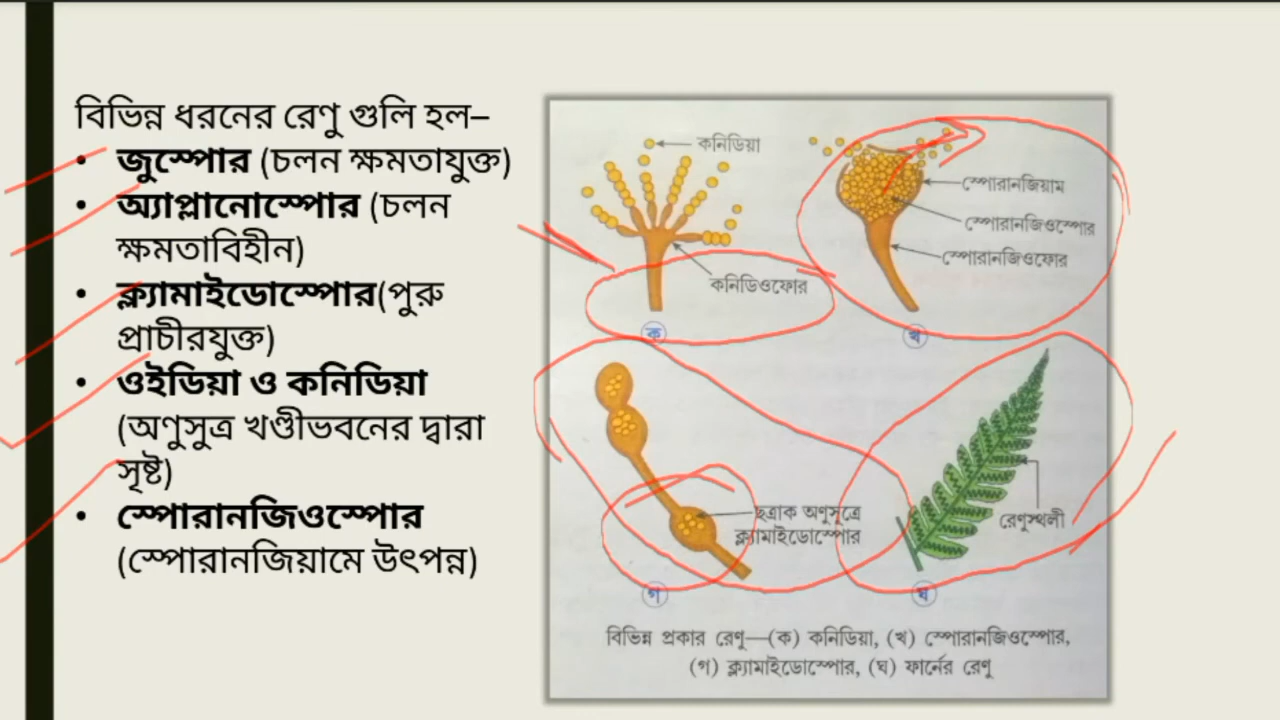 বিভিন্ন ধরনের রেণু গুলি হল–
• জুস্পোর (চলন ক্ষমতাযুক্ত)
• অ্যাপ্লানোস্পোর (চলন
ক্ষমতাবিহীন)
• ক্ল্যামাইডোস্পোর(পুরু
প্রাচীরযুক্ত)
• ওইডিয়া ও কনিডিয়া
(অণুসুত্র খণ্ডীভবনের দ্বারা
সৃষ্ট)
• স্পোরানজিওস্পোর
(স্পোরানজিয়ামে উৎপন্ন)
কনিডিয়া
কনিডিওফোর
ক
স্পোরানজিয়াম
স্পোরানজিওস্পোর
স্পোরানজিওফোর
খ
ছত্রাক অণুসূত্রে
ক্ল্যামাইডোস্পোর
গ
রেণুস্থলী
ঘ
বিভিন্ন প্রকার রেণু—(ক) কনিডিয়া, (খ) স্পোরানজিওস্পোর,
(গ) ক্ল্যামাইডোস্পোর, (ঘ) ফার্নের রেণু